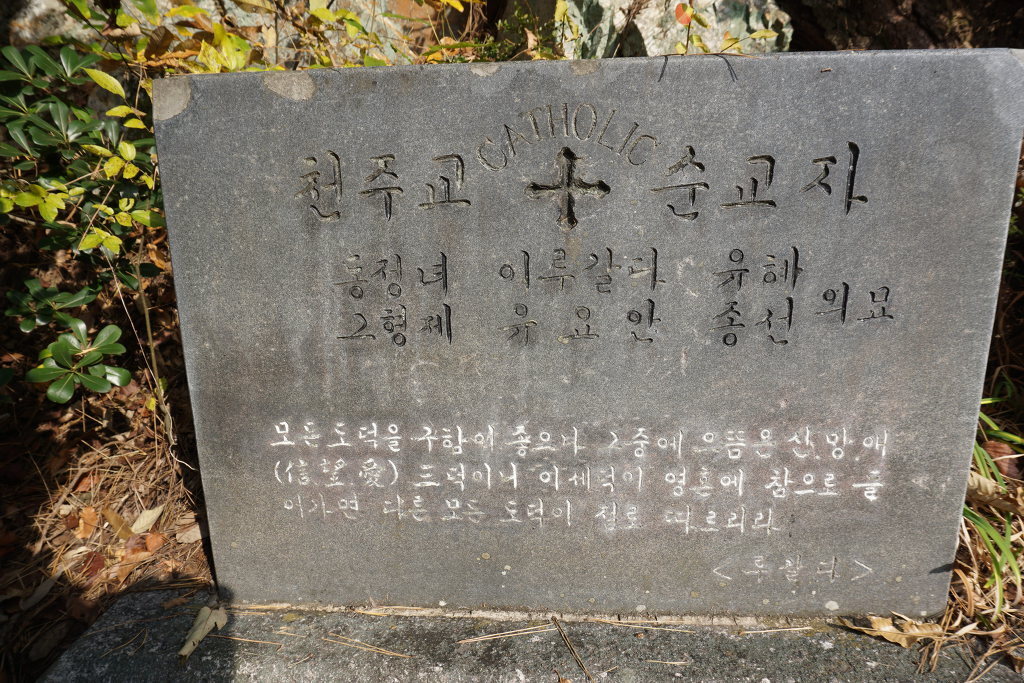 CATHOLIC
천주교 순교자
동정녀 이루갈다 유해
그형제 유요안 종선 의묘
모든 도덕을 구함이 좋으나 그중에 으뜸은 신,망,애
(信望愛) 三덕이니 이세덕이 영혼에 참으로 들
어가면 다른 모든 도덕이 절로 따르리라
<루갈다>